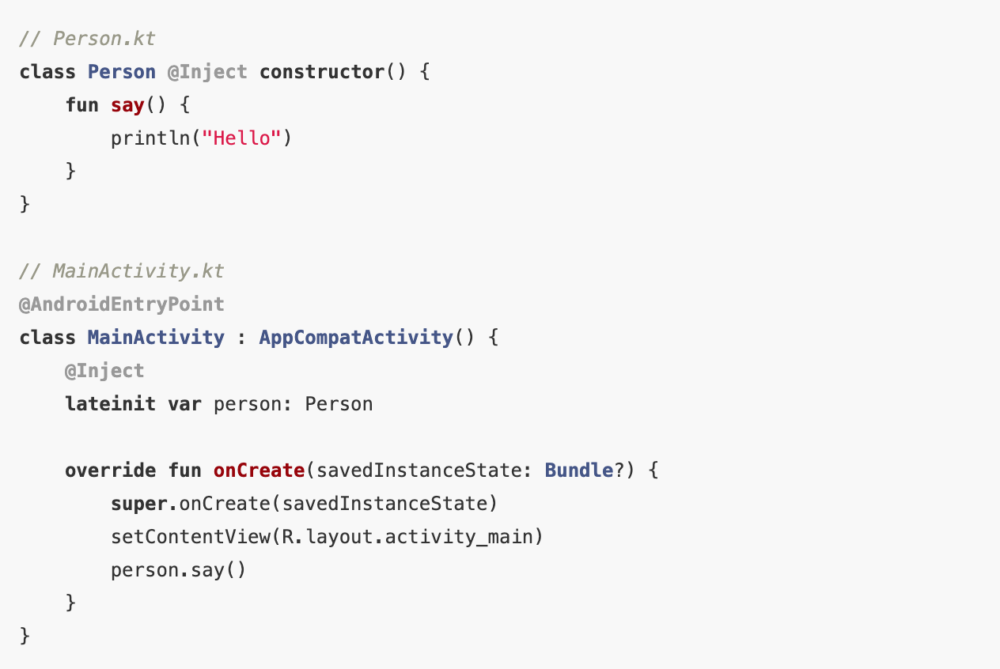 // Person.kt
class Person @Inject constructor() {
    fun say() {
        println("Hello")
    }
}

// MainActivity.kt
@AndroidEntryPoint
class MainActivity : AppCompatActivity() {
    @Inject
    lateinit var person: Person

    override fun onCreate(savedInstanceState: Bundle?) {
        super.onCreate(savedInstanceState)
        setContentView(R.layout.activity_main)
        person.say()
    }
}